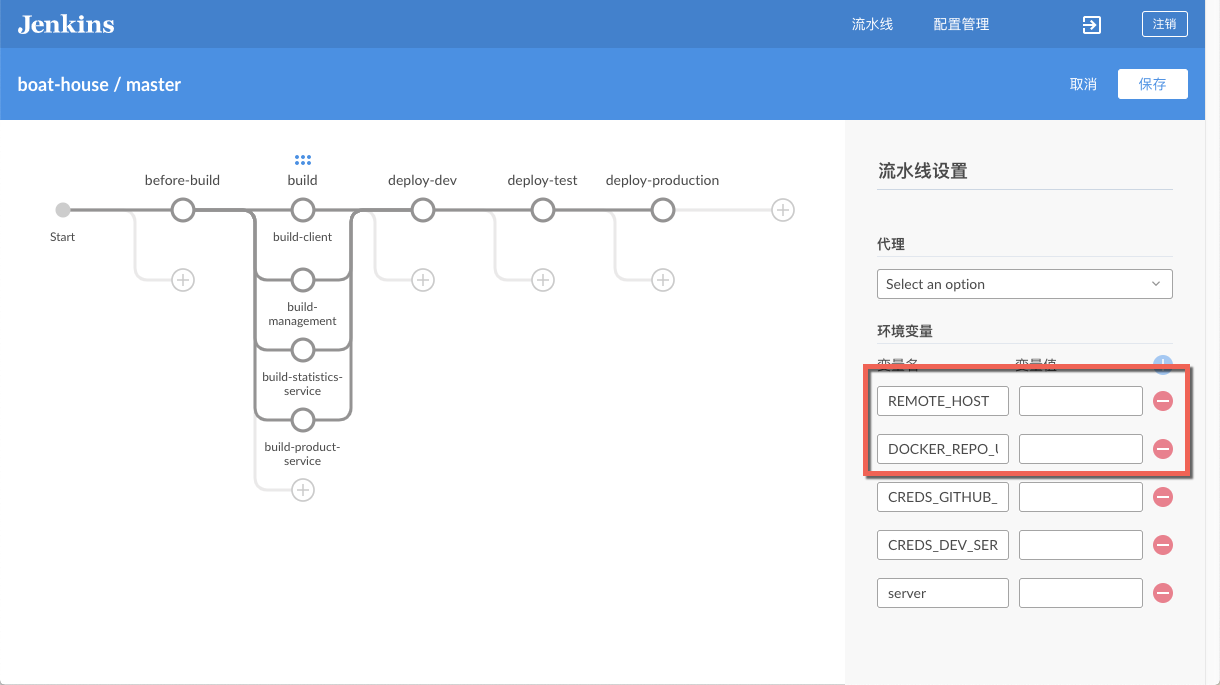 Jenkins
流水线
配置管理
注销
boat-house / master
取消
保存
before-build
build
deploy-dev
deploy-test
deploy-production
Start
build-client
build-
management
build-statistics-
service
build-product-
service
流水线设置
代理
Select an option
环境变量
变量名
变量值
REMOTE_HOST
DOCKER_REPO_U
CREDS_GITHUB_
CREDS_DEV_SER
server